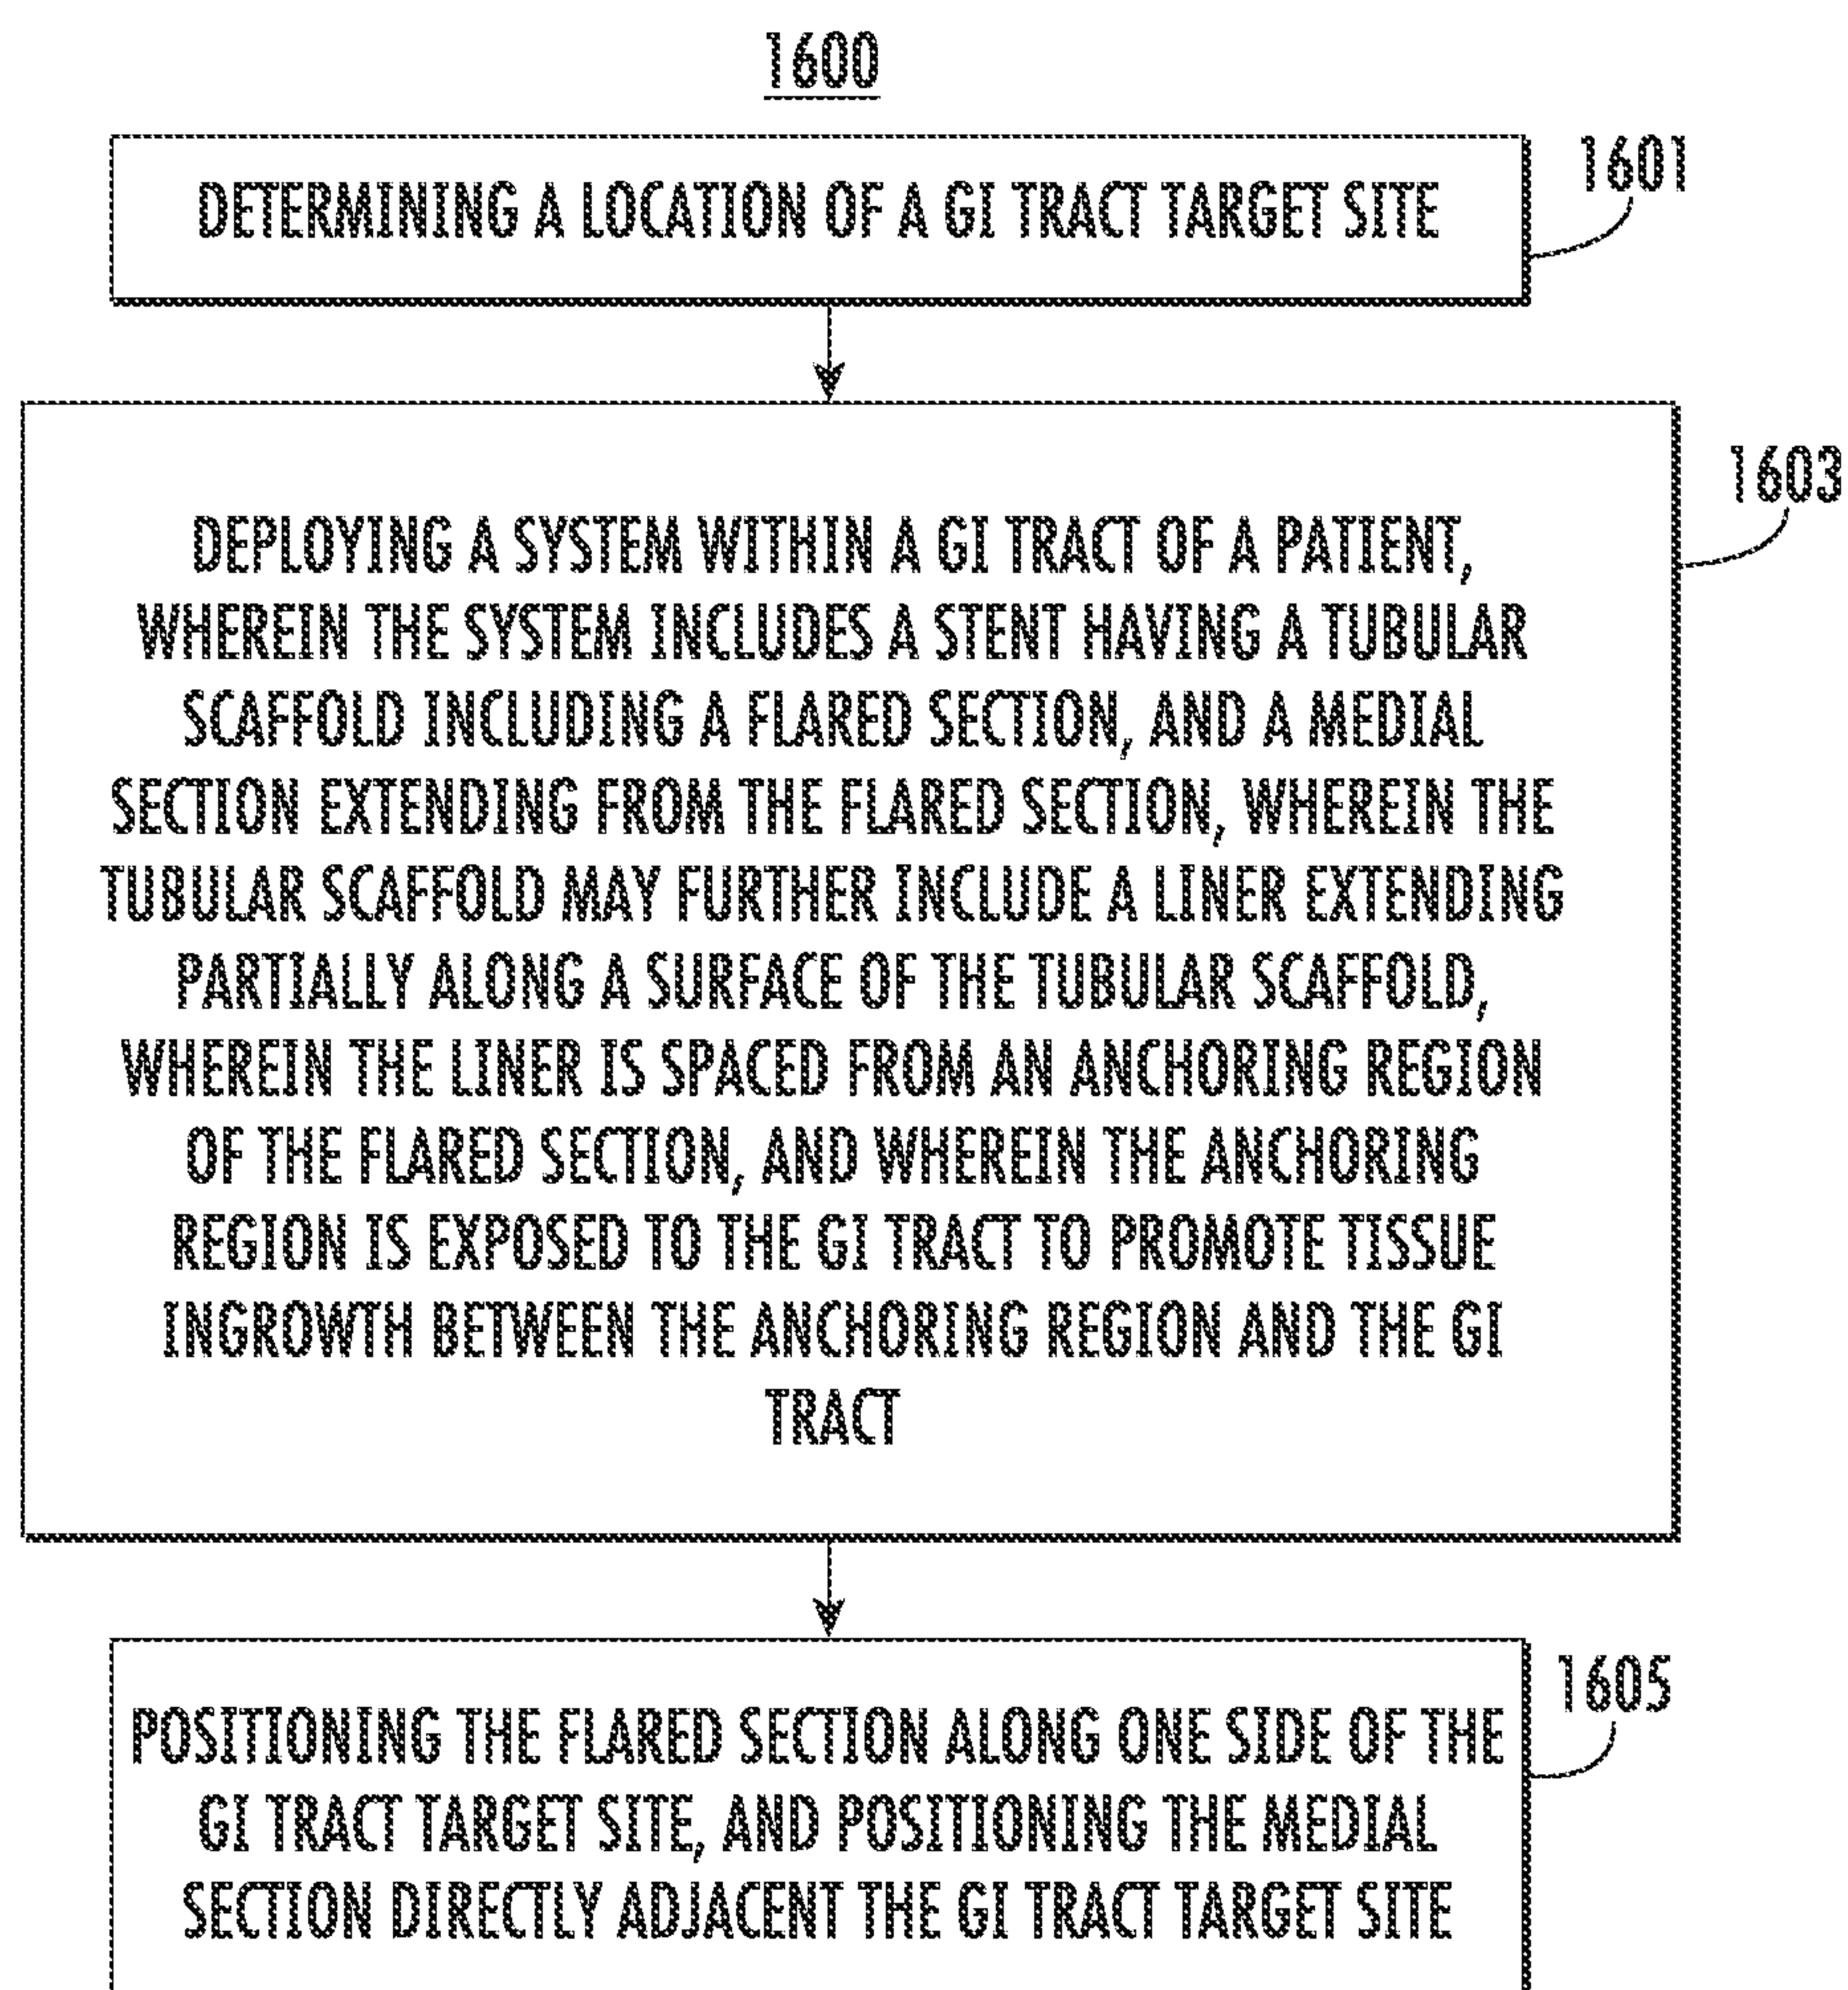 1600
DETERMINING A LOCATION OF A GI TRACT TARGET SITE
1601
DEPLOYING A SYSTEM WITHIN A GI TRACT OF A PATIENT,
WHEREIN THE SYSTEM INCLUDES A STENT HAVING A TUBULAR
SCAFFOLD INCLUDING A FLARED SECTION, AND A MEDIAL
SECTION EXTENDING FROM THE FLARED SECTION, WHEREIN THE
TUBULAR SCAFFOLD MAY FURTHER INCLUDE A LINER EXTENDING
PARTIALLY ALONG A SURFACE OF THE TUBULAR SCAFFOLD,
WHEREIN THE LINER IS SPACED FROM AN ANCHORING REGION
OF THE FLARED SECTION, AND WHEREIN THE ANCHORING
REGION IS EXPOSED TO THE GI TRACT TO PROMOTE TISSUE
INGROWTH BETWEEN THE ANCHORING REGION AND THE GI
TRACT
1603
POSITIONING THE FLARED SECTION ALONG ONE SIDE OF THE
GI TRACT TARGET SITE, AND POSITIONING THE MEDIAL
SECTION DIRECTLY ADJACENT THE GI TRACT TARGET SITE
1605